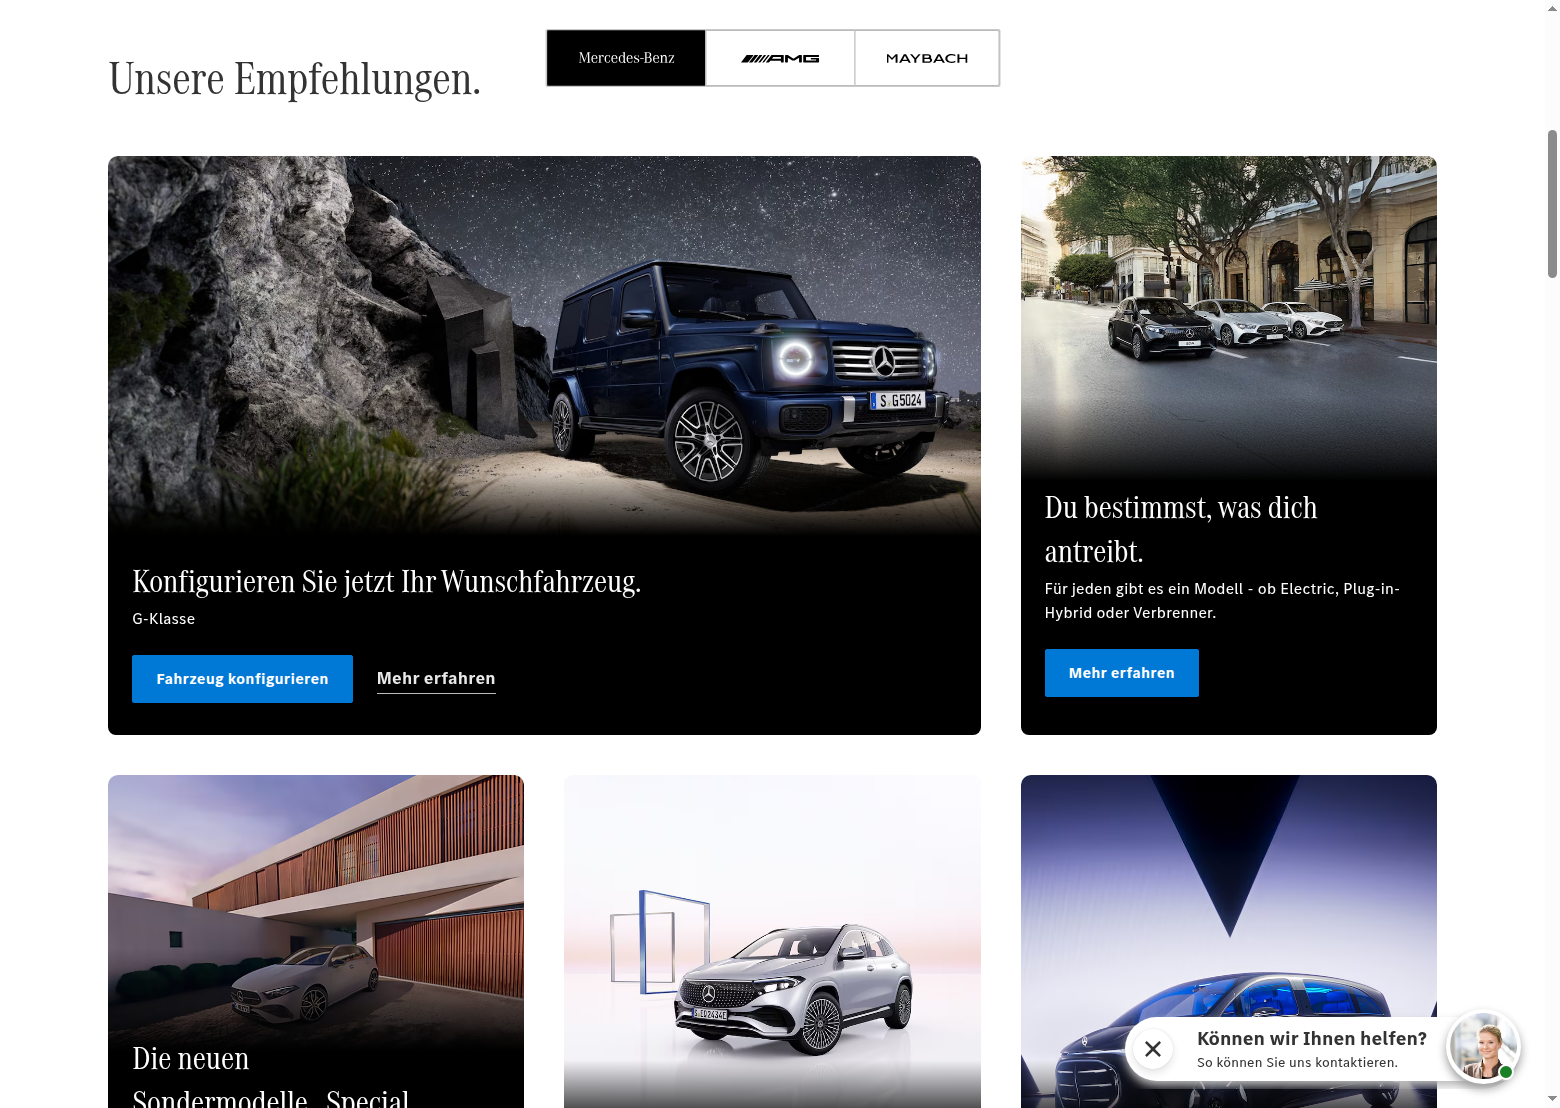 Unsere Empfehlungen.
Mercedes-Benz
AMG
MAYBACH
S G 5024
Konfigurieren Sie jetzt Ihr Wunschfahrzeug.
G-Klasse
Fahrzeug konfigurieren
Mehr erfahren
Du bestimmst, was dich
antreibt.
Für jeden gibt es ein Modell - ob Electric, Plug-in-
Hybrid oder Verbrenner.
Mehr erfahren
Die neuen
Sondermodelle „Special
Können wir Ihnen helfen?
So können Sie uns kontaktieren.